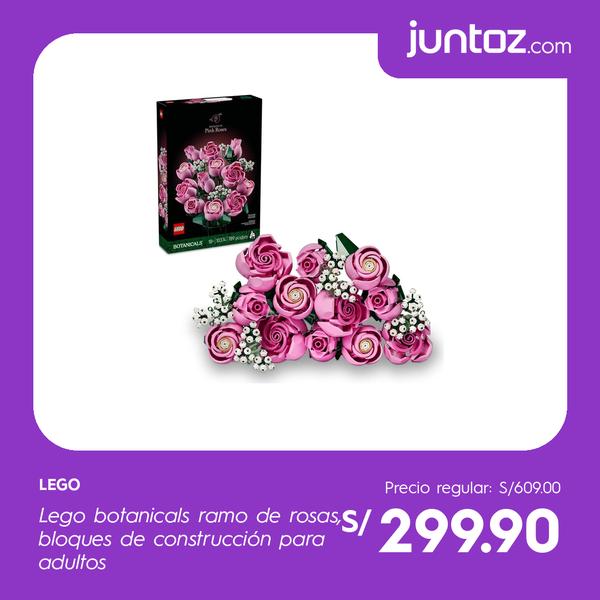 juntoz.com
Pink Roses
LEGO
BOTANICALS
LEGO
Precio regular: S/609.00
Lego botanicals ramo de rosas,
bloques de construcción para
adultos
S/ 299.90